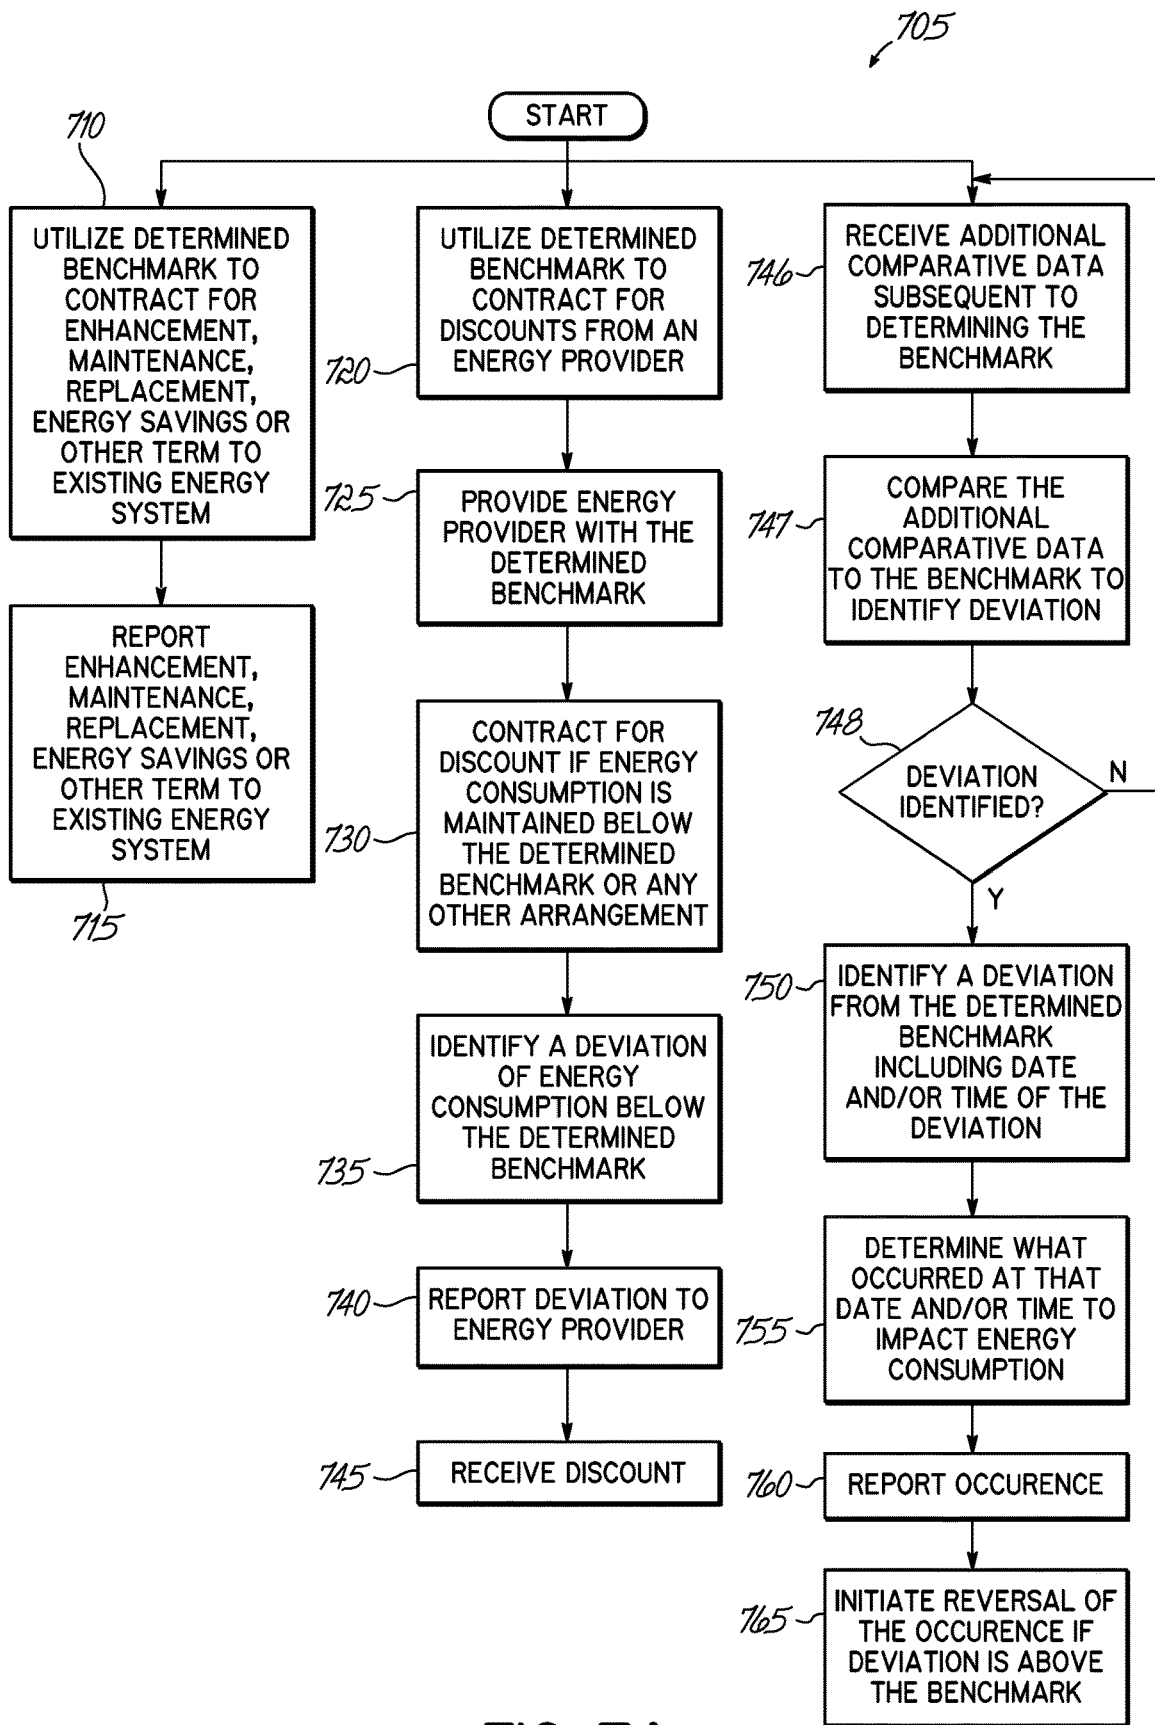 705
START
710
UTILIZE DETERMINED
BENCHMARK TO
CONTRACT FOR
ENHANCEMENT,
MAINTENANCE,
REPLACEMENT,
ENERGY SAVINGS OR
OTHER TERM TO
EXISTING ENERGY
SYSTEM
REPORT
ENHANCEMENT,
MAINTENANCE,
REPLACEMENT,
ENERGY SAVINGS OR
OTHER TERM TO
EXISTING ENERGY
SYSTEM
715
UTILIZE DETERMINED
BENCHMARK TO
CONTRACT FOR
DISCOUNTS FROM AN
ENERGY PROVIDER
720
725
PROVIDE ENERGY
PROVIDER WITH THE
DETERMINED
BENCHMARK
CONTRACT FOR
DISCOUNT IF ENERGY
CONSUMPTION IS
MAINTAINED BELOW
THE DETERMINED
BENCHMARK OR ANY
OTHER ARRANGEMENT
730
IDENTIFY A DEVIATION
OF ENERGY
CONSUMPTION BELOW
THE DETERMINED
BENCHMARK
735
740
REPORT DEVIATION TO
ENERGY PROVIDER
745
RECEIVE DISCOUNT
746
RECEIVE ADDITIONAL
COMPARATIVE DATA
SUBSEQUENT TO
DETERMINING THE
BENCHMARK
747
COMPARE THE
ADDITIONAL
COMPARATIVE DATA
TO THE BENCHMARK TO
IDENTIFY DEVIATION
748
DEVIATION
IDENTIFIED?
N
Y
750
IDENTIFY A DEVIATION
FROM THE DETERMINED
BENCHMARK
INCLUDING DATE
AND/OR TIME OF THE
DEVIATION
755
DETERMINE WHAT
OCCURRED AT THAT
DATE AND/OR TIME TO
IMPACT ENERGY
CONSUMPTION
760
REPORT OCCURENCE
765
INITIATE REVERSAL OF
THE OCCURENCE IF
DEVIATION IS ABOVE
THE BENCHMARK